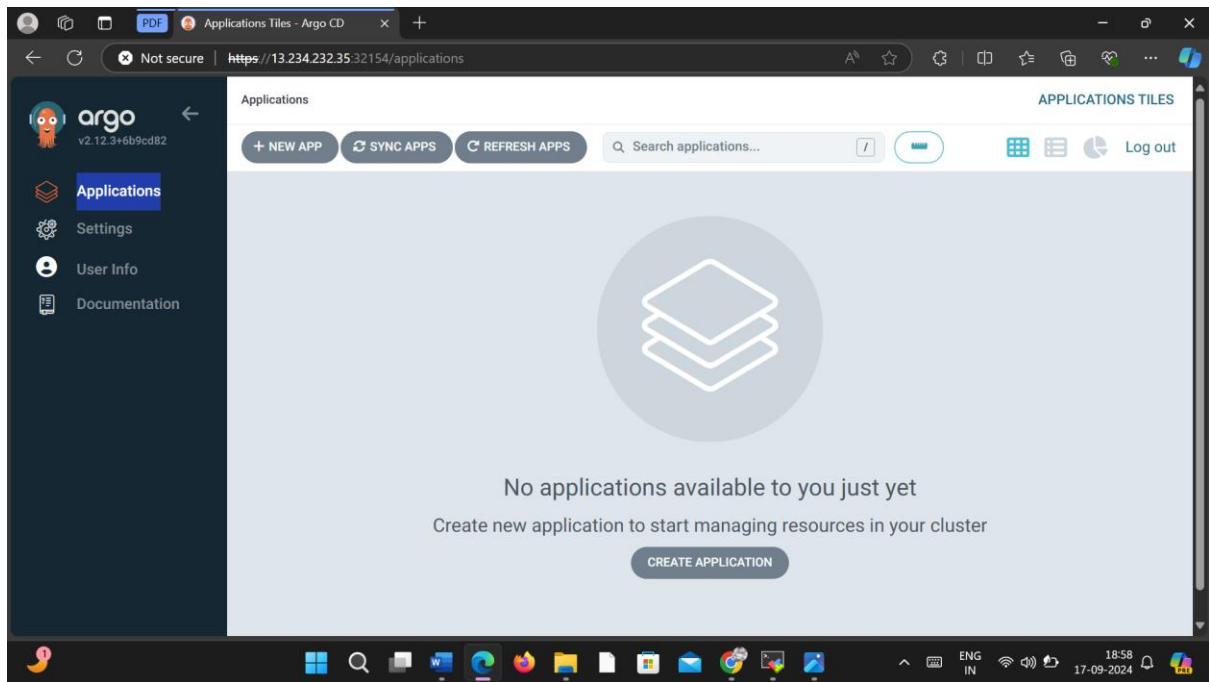 PDF
Applications Tiles - Argo CD
Not secure
https://13.234.232.35:32154/applications
argo
v2.12.3+6b9cd82
Applications
Settings
User Info
Documentation
Applications
APPLICATIONS TILES
+ NEW APP
SYNC APPS
REFRESH APPS
Search applications...
/
Log out
No applications available to you just yet
Create new application to start managing resources in your cluster
CREATE APPLICATION
1
ENG
IN
18:58
17-09-2024
PRE